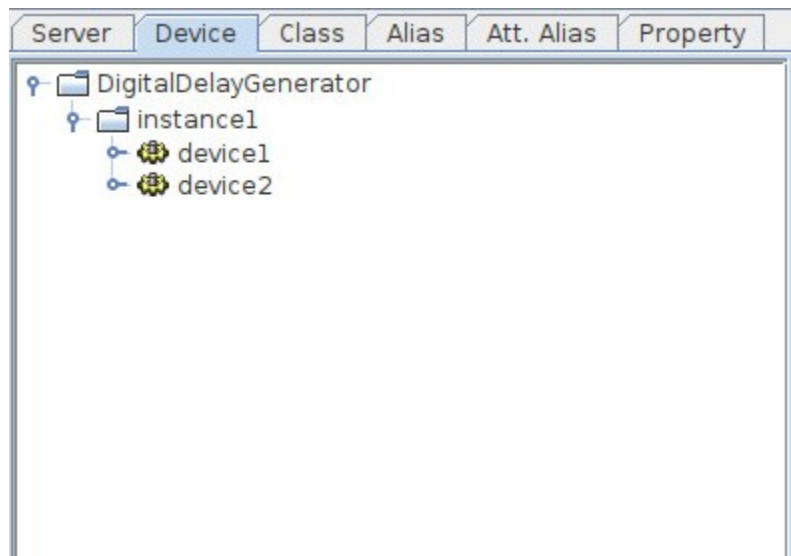 Server Device Class Alias Att. Alias Property
DigitalDelayGenerator
instance1
device1
device2